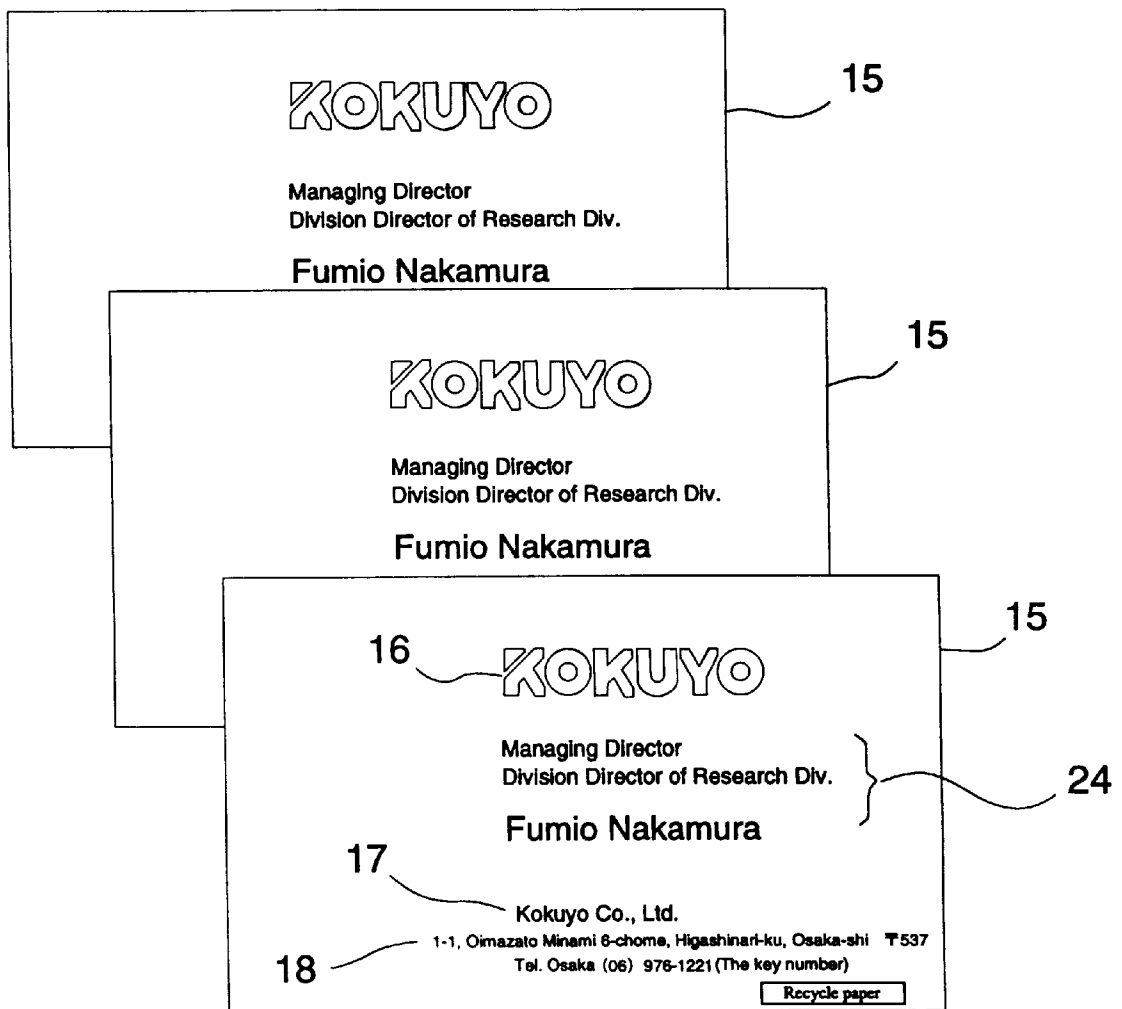 KOKUYO
15
Managing Director
Division Director of Research Div.
Fumio Nakamura
KOKUYO
15
Managing Director
Division Director of Research Div.
Fumio Nakamura
16
KOKUYO
15
Managing Director
Division Director of Research Div.
24
Fumio Nakamura
17
Kokuyo Co., Ltd.
1-1, Oimazato Minami 6-chome, Higashinari-ku, Osaka-shi 〒537
18
Tel. Osaka (06) 976-1221 (The key number)
Recycle paper